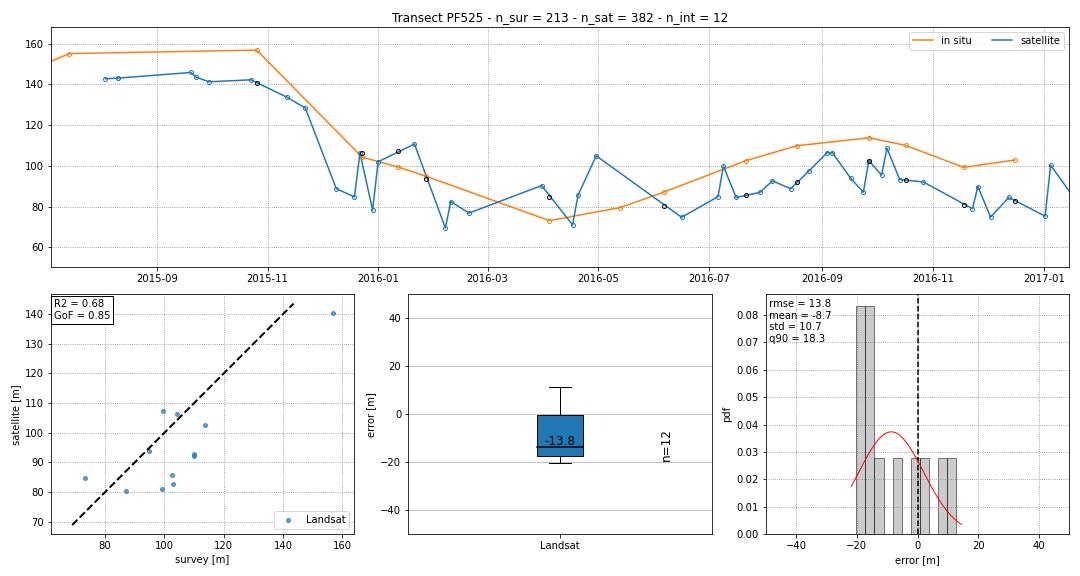 Transect PF525 - n_sur = 213 - n_sat = 382 - n_int = 12
160
140
120
100
80
60
in situ
satellite
2015-09
2015-11
2016-01
2016-03
2016-05
2016-07
2016-09
2016-11
2017-01
R2 = 0.68
GoF = 0.85
satellite [m]
140
130
120
110
100
90
80
70
80
100
120
140
160
survey [m]
Landsat
error [m]
40
20
0
−20
−40
-13.8
n=12
Landsat
rmse = 13.8
mean = -8.7
std = 10.7
q90 = 18.3
pdf
0.08
0.07
0.06
0.05
0.04
0.03
0.02
0.01
0.00
−40
−20
0
20
40
error [m]